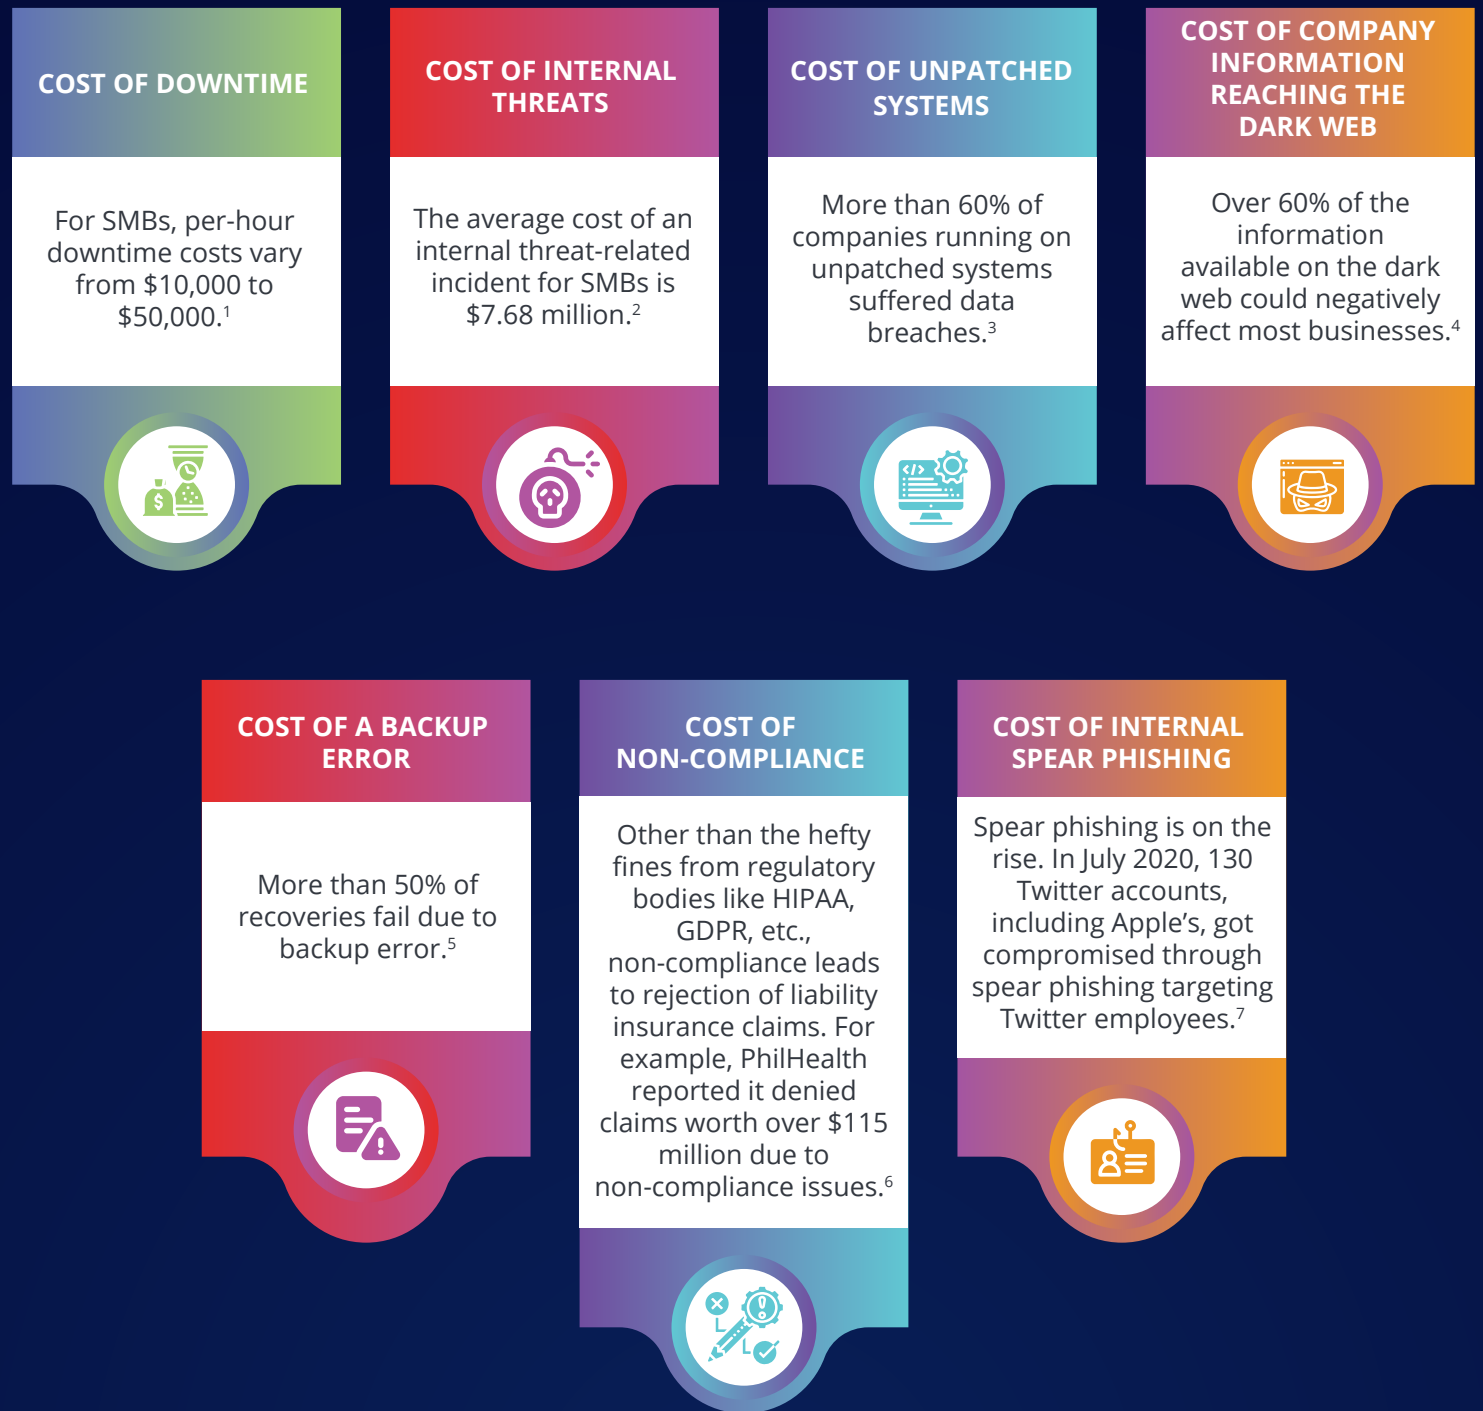 COST OF DOWNTIME
For SMBs, per-hour
downtime costs vary
from $10,000 to
$50,000.¹
COST OF INTERNAL
THREATS
The average cost of an
internal threat-related
incident for SMBs is
$7.68 million.²
COST OF UNPATCHED
SYSTEMS
More than 60% of
companies running on
unpatched systems
suffered data
breaches.³
COST OF COMPANY
INFORMATION
REACHING THE
DARK WEB
Over 60% of the
information
available on the dark
web could negatively
affect most businesses.⁴
COST OF A BACKUP
ERROR
More than 50% of
recoveries fail due to
backup error.⁵
COST OF
NON-COMPLIANCE
Other than the hefty
fines from regulatory
bodies like HIPAA,
GDPR, etc.,
non-compliance leads
to rejection of liability
insurance claims. For
example, PhilHealth
reported it denied
claims worth over $115
million due to
non-compliance issues.⁶
COST OF INTERNAL
SPEAR PHISHING
Spear phishing is on the
rise. In July 2020, 130
Twitter accounts,
including Apple’s, got
compromised through
spear phishing targeting
Twitter employees.⁷